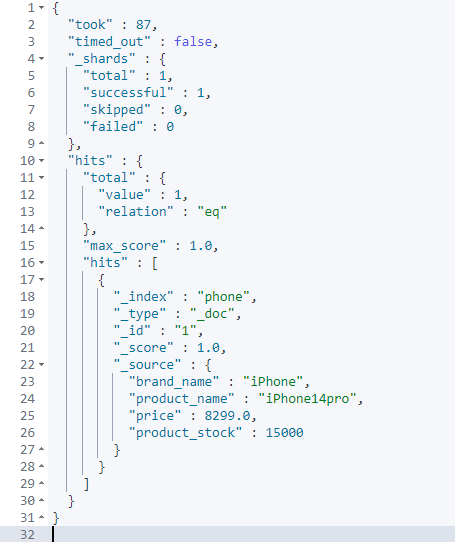 1 {
2 "took" : 87,
3 "timed_out" : false,
4 "_shards" : {
5 "total" : 1,
6 "successful" : 1,
7 "skipped" : 0,
8 "failed" : 0
9 },
10 "hits" : {
11 "total" : {
12 "value" : 1,
13 "relation" : "eq"
14 },
15 "max_score" : 1.0,
16 "hits" : [
17 {
18 "_index" : "phone",
19 "_type" : "_doc",
20 "_id" : "1",
21 "_score" : 1.0,
22 "_source" : {
23 "brand_name" : "iPhone",
24 "product_name" : "iPhone14pro",
25 "price" : 8299.0,
26 "product_stock" : 15000
27 }
28 }
29 ]
30 }
31 }
32